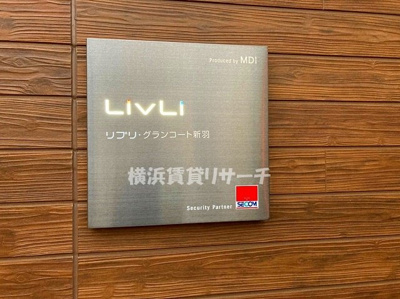 Produced by MDI
LivLi
リブリ・グランコート新羽
横浜賃貸リサーチ
Security Partner
SECOM